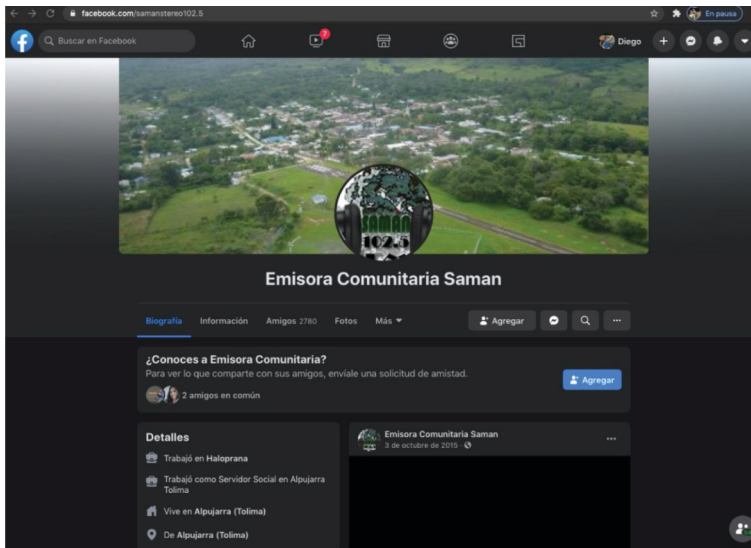 facebook.com/samanstereo102.5
En pausa
Buscar en Facebook
7
Diego
SAMAN
102.5
Emisora Comunitaria Saman
Biografía
Información
Amigos 2780
Fotos
Más
Agregar
¿Conoces a Emisora Comunitaria?
Para ver lo que comparte con sus amigos, envíale una solicitud de amistad.
Agregar
2 amigos en común
Detalles
Trabajó en Haloprana
Trabajó como Servidor Social en Alpujarra
Tolima
Vive en Alpujarra (Tolima)
De Alpujarra (Tolima)
Emisora Comunitaria Saman
3 de octubre de 2015 ·